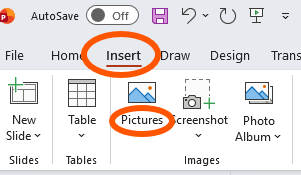 AutoSave Off
File Home Insert Draw Design Trans
New Slide Table Pictures Screenshot Photo Album
Slides Tables Images